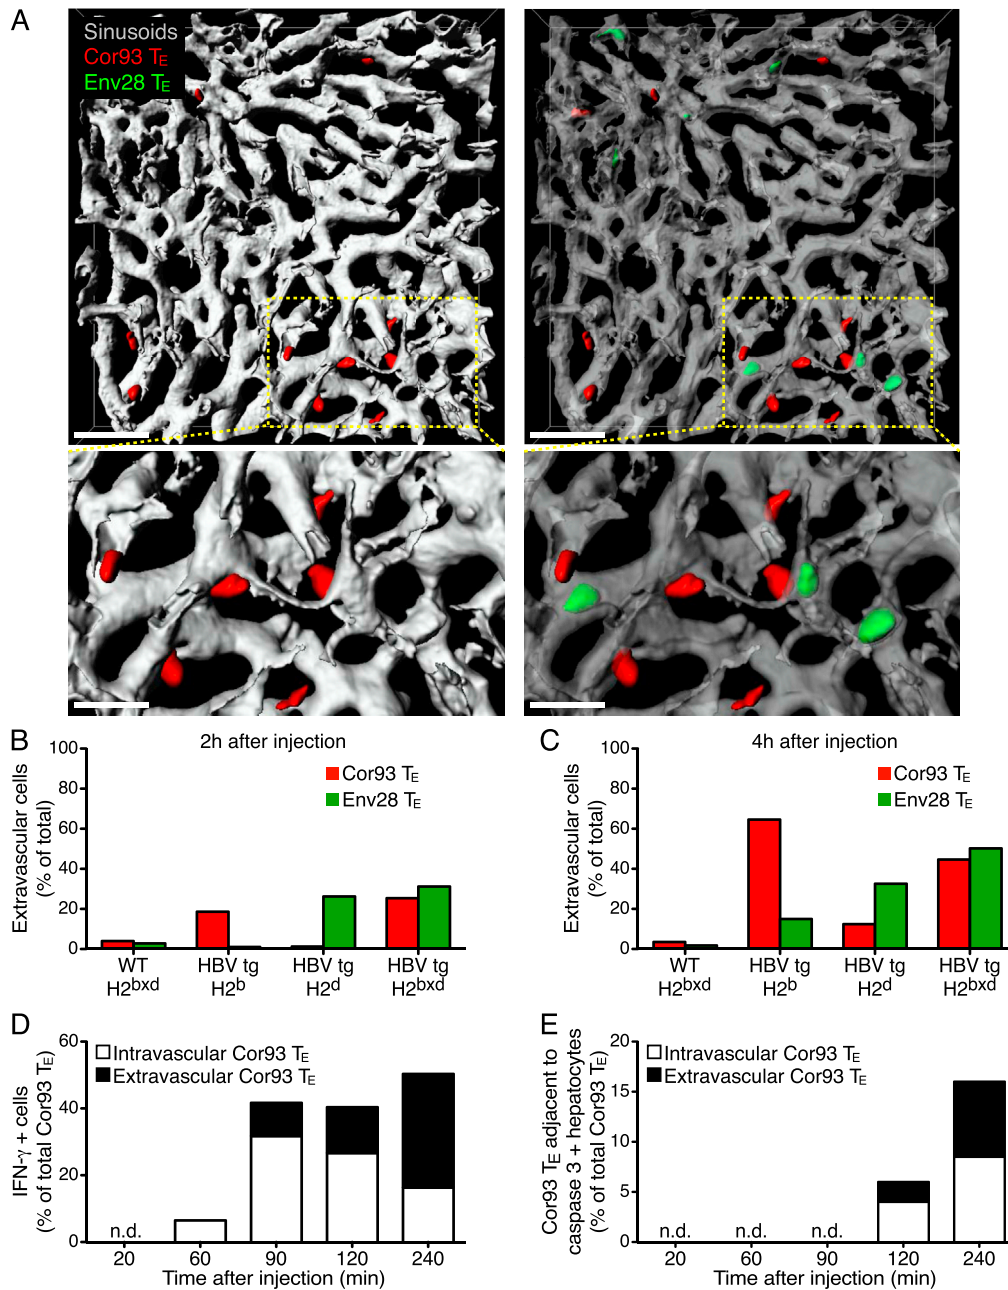 A
Sinusoids
Cor93 TE
Env28 TE
B
2h after injection
Extravascular cells
(% of total)
100
80
60
40
20
0
Cor93 TE
Env28 TE
WT
H2bxd
HBV tg
H2b
HBV tg
H2d
HBV tg
H2bxd
C
4h after injection
Extravascular cells
(% of total)
100
80
60
40
20
0
Cor93 TE
Env28 TE
WT
H2bxd
HBV tg
H2b
HBV tg
H2d
HBV tg
H2bxd
D
IFN-γ + cells
(% of total Cor93 TE)
60
40
20
0
Intravascular Cor93 TE
Extravascular Cor93 TE
n.d.
20 60 90 120 240
Time after injection (min)
E
Cor93 TE adjacent to
caspase 3 + hepatocytes
(% of total Cor93 TE)
20
15
10
5
0
Intravascular Cor93 TE
Extravascular Cor93 TE
n.d. n.d. n.d.
20 60 90 120 240
Time after injection (min)